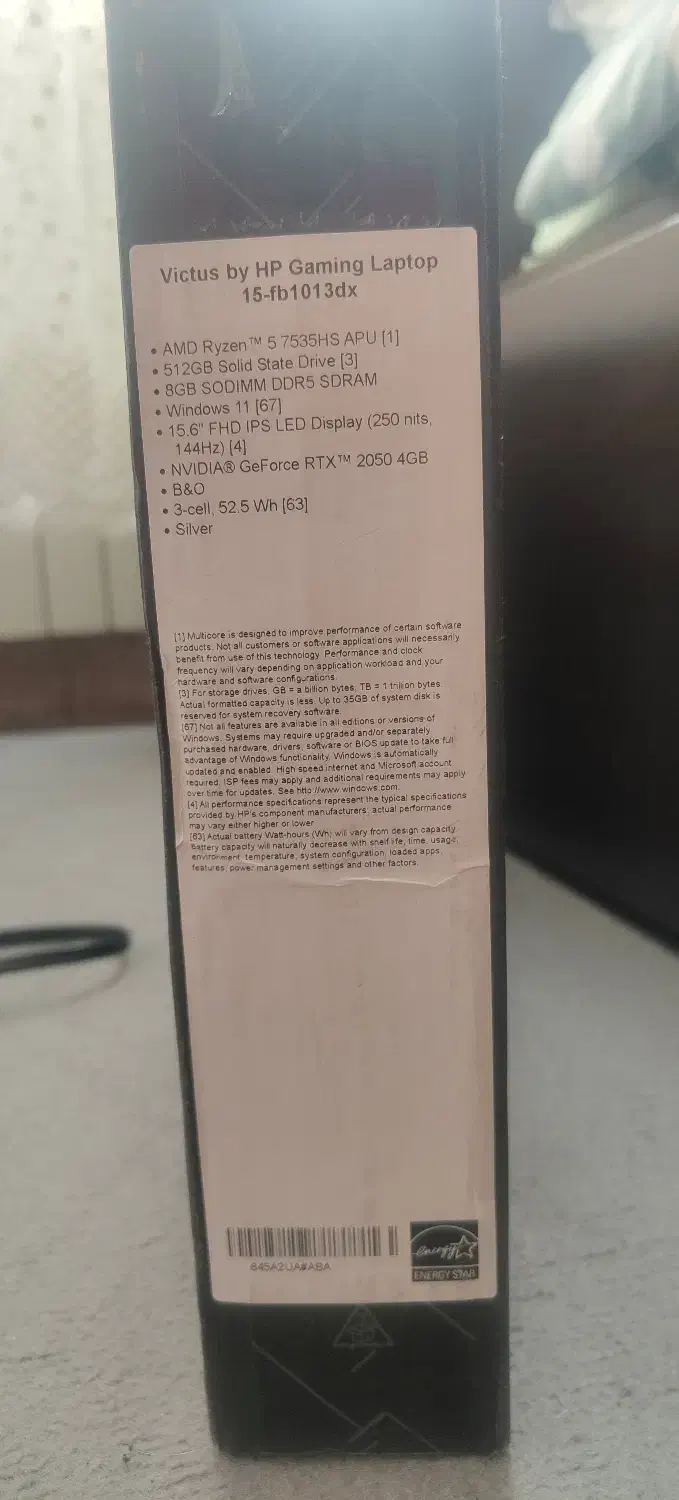 Victus by HP Gaming Laptop
15-fb1013dx
• AMD Ryzen™ 5 7535HS APU [1]
• 512GB Solid State Drive [3]
• 8GB SODIMM DDR5 SDRAM
• Windows 11 [67]
• 15.6" FHD IPS LED Display (250 nits,
144Hz) [4]
• NVIDIA® GeForce RTX™ 2050 4GB
• B&O
• 3-cell, 52.5 Wh [63]
• Silver
[1] Multicore is designed to improve performance of certain software
products. Not all customers or software applications will necessarily
benefit from use of this technology. Performance and clock
frequency will vary depending on application workload and your
hardware and software configurations.
[3] For storage drives, GB = a billion bytes, TB = 1 trillion bytes.
Actual formatted capacity is less. Up to 35GB of system disk is
reserved for system recovery software.
[67] Not all features are available in all editions or versions of
Windows. Systems may require upgraded and/or separately
purchased hardware, drivers, software or BIOS update to take full
advantage of Windows functionality. Windows is automatically
updated and enabled. High speed internet and Microsoft account
required. ISP fees may apply and additional requirements may apply
over time for updates. See http://www.windows.com.
[4] All performance specifications represent the typical specifications
provided by HP's component manufacturers; actual performance
may vary either higher or lower.
[63] Actual battery Watt-hours (Wh) will vary from design capacity.
Battery capacity will naturally decrease with shelf life, time, usage,
environment, temperature, system configuration, loaded apps,
features, power management settings and other factors.
845A2UA#ABA
energy
ENERGY STAR